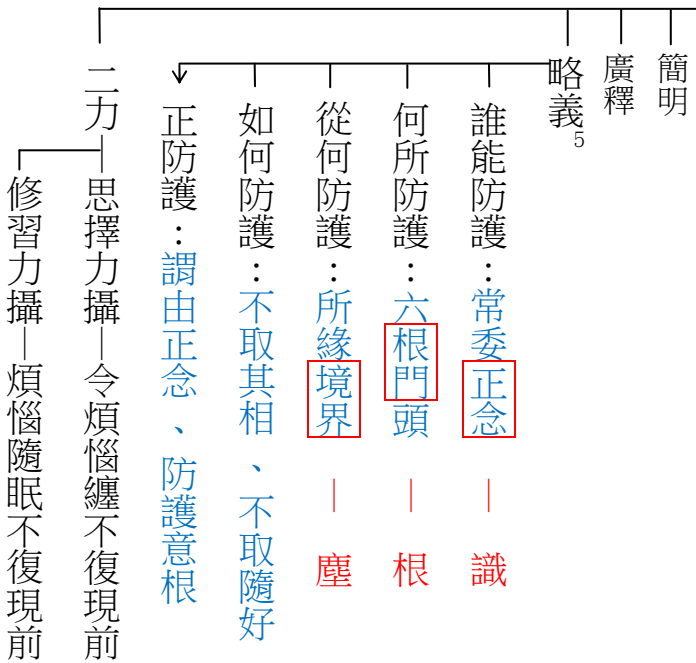 簡明
廣釋
略義5
誰能防護：常委正念｜識
何所防護：六根門頭｜根
從何防護：所緣境界｜塵
如何防護：不取其相、不取隨好
正防護：謂由正念、防護意根
二力｜思擇力攝｜令煩惱纏不復現前
修習力攝｜煩惱隨眠不復現前